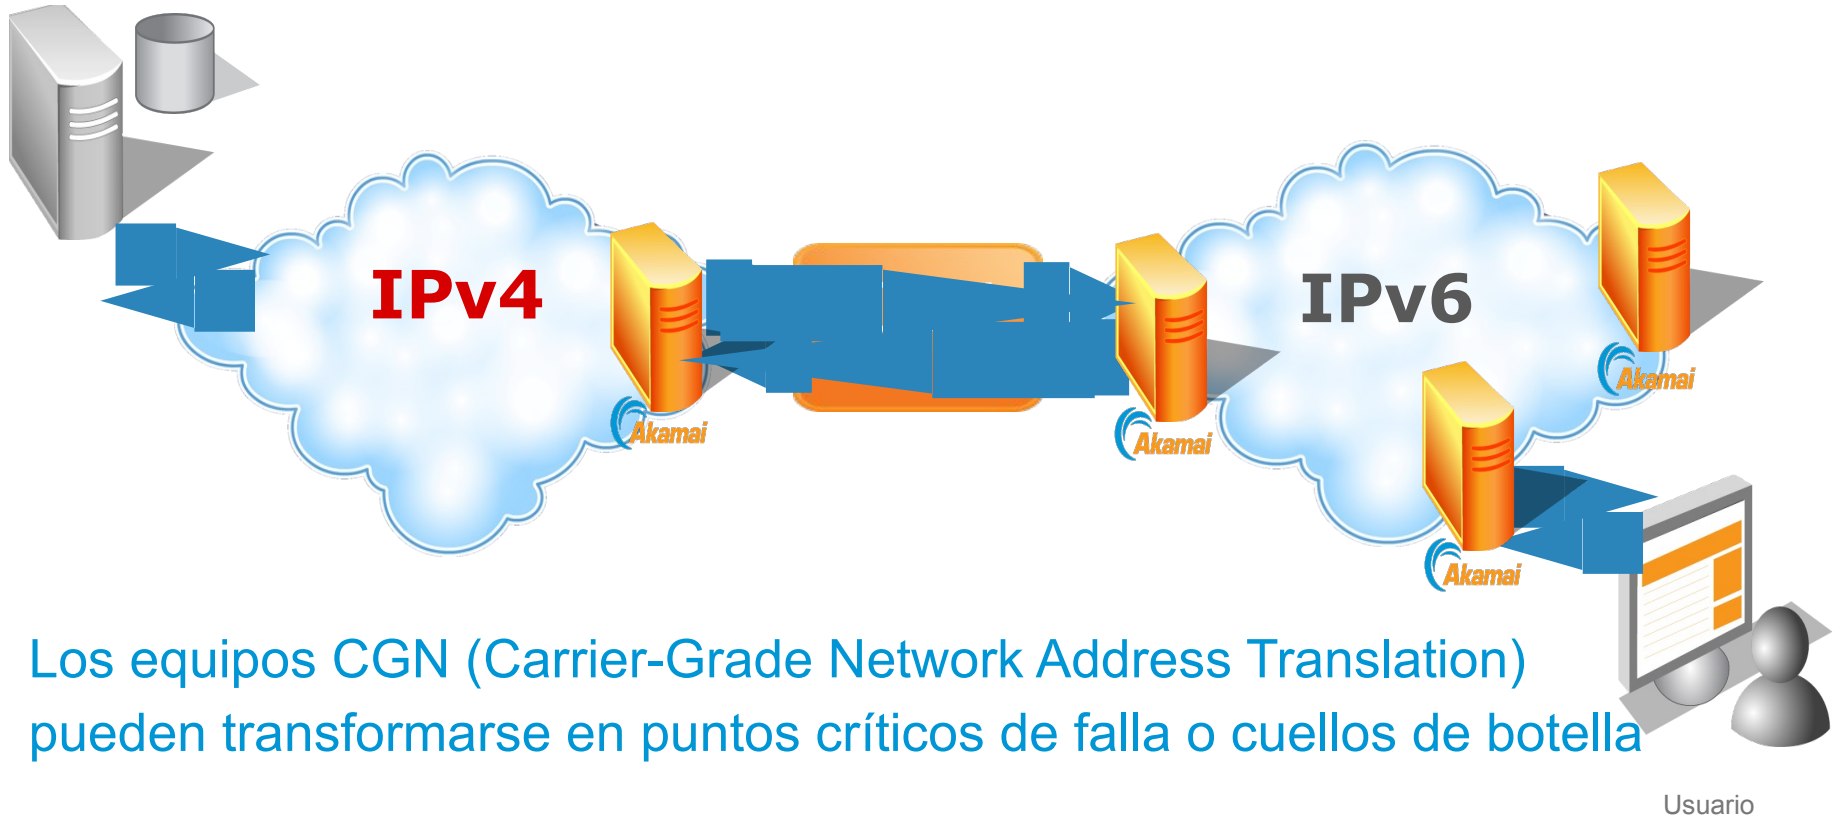 IPv4
IPv6
Akamai
Akamai
Akamai
Akamai
Los equipos CGN (Carrier-Grade Network Address Translation)
pueden transformarse en puntos críticos de falla o cuellos de botella
Usuario